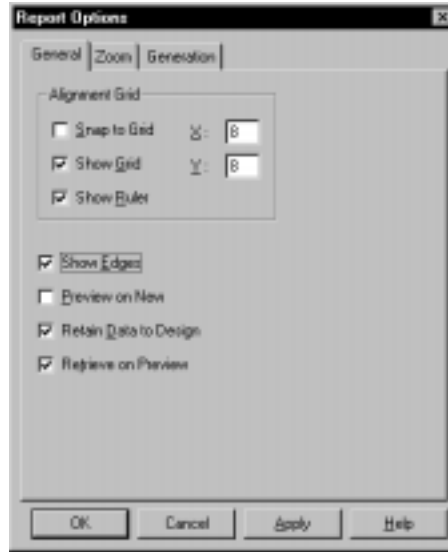 Report Options
General Zoom Generation
Alignment Grid
Snap to Grid X: 8
Show Grid Y: 8
Show Ruler
Show Edges
Preview on New
Retain Data to Design
Retrieve on Preview
OK Cancel Apply Help